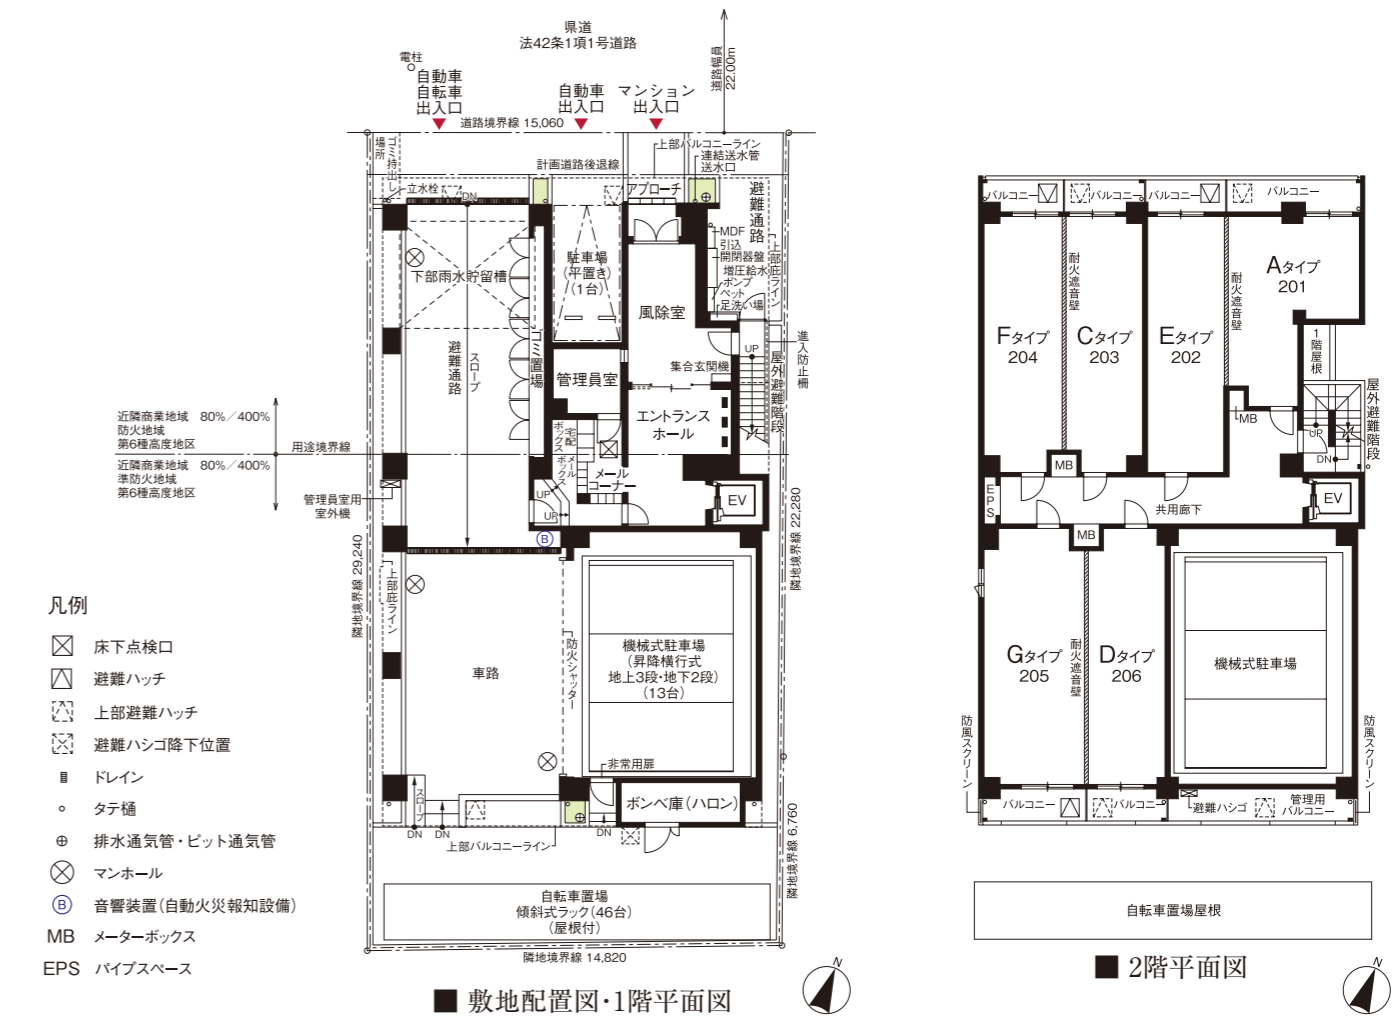 県道
法42条1項1号道路
道路幅員
22.00m
電柱
自動車
自転車
出入口
自動車
出入口
マンション
出入口
道路境界線 15,060
ゴミ持出し
場所
上部バルコニーライン
連結送水管
送水口
計画道路後退線
立水栓
DN
アプローチ
避難通路
上部庇ライン
MDF
引込
開閉器盤
増圧給水
ポンプ
ペット
足洗い場
下部雨水貯留槽
駐車場
(平置き)
(1台)
風除室
ゴミ置場
避難通路
スロープ
UP
進入防止柵
屋外避難階段
集合玄関機
管理員室
エントランス
ホール
宅配
ボックス
メール
ボックス
メール
コーナー
近隣商業地域 80%/400%
防火地域
第6種高度地区
用途境界線
近隣商業地域 80%/400%
準防火地域
第6種高度地区
管理員室用
室外機
UP
UP
EV
B
隣地境界線 22,280
隣地境界線 29,240
上部庇ライン
車路
防火シャッター
機械式駐車場
(昇降横行式
地上3段・地下2段)
(13台)
非常用扉
ボンベ庫(ハロン)
スロープ
DN
DN
DN
上部バルコニーライン
隣地境界線 6,760
自転車置場
傾斜式ラック(46台)
(屋根付)
隣地境界線 14,820
■ 敷地配置図・1階平面図
N
凡例
床下点検口
避難ハッチ
上部避難ハッチ
避難ハシゴ降下位置
ドレイン
タテ樋
排水通気管・ピット通気管
マンホール
B 音響装置(自動火災報知設備)
MB メーターボックス
EPS パイプスペース
バルコニー
バルコニー
バルコニー
バルコニー
Fタイプ
204
耐火遮音壁
Cタイプ
203
Eタイプ
202
耐火遮音壁
Aタイプ
201
1階屋根
屋外避難階段
UP
DN
MB
MB
EPS
共用廊下
EV
MB
Gタイプ
205
耐火遮音壁
Dタイプ
206
機械式駐車場
防風スクリーン
防風スクリーン
バルコニー
バルコニー
避難ハシゴ
管理用
バルコニー
自転車置場屋根
■ 2階平面図
N